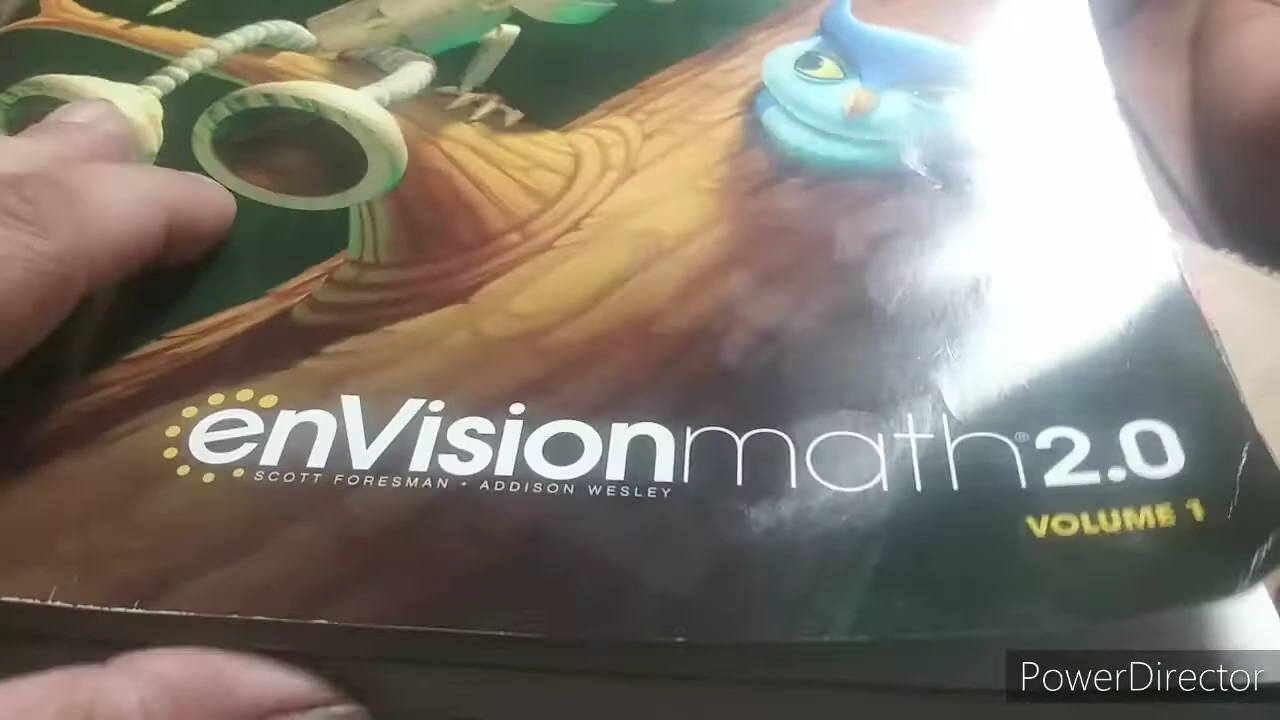 enVisionmath® 2.0
SCOTT FORESMAN • ADDISON WESLEY
VOLUME 1
PowerDirector